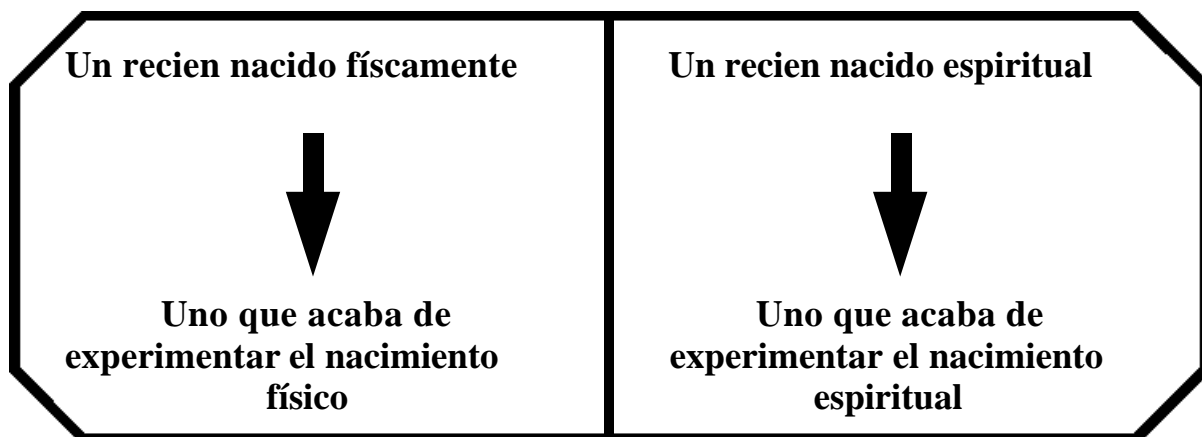 Un recien nacido físcamente
Uno que acaba de
experimentar el nacimiento
físico
Un recien nacido espiritual
Uno que acaba de
experimentar el nacimiento
espiritual